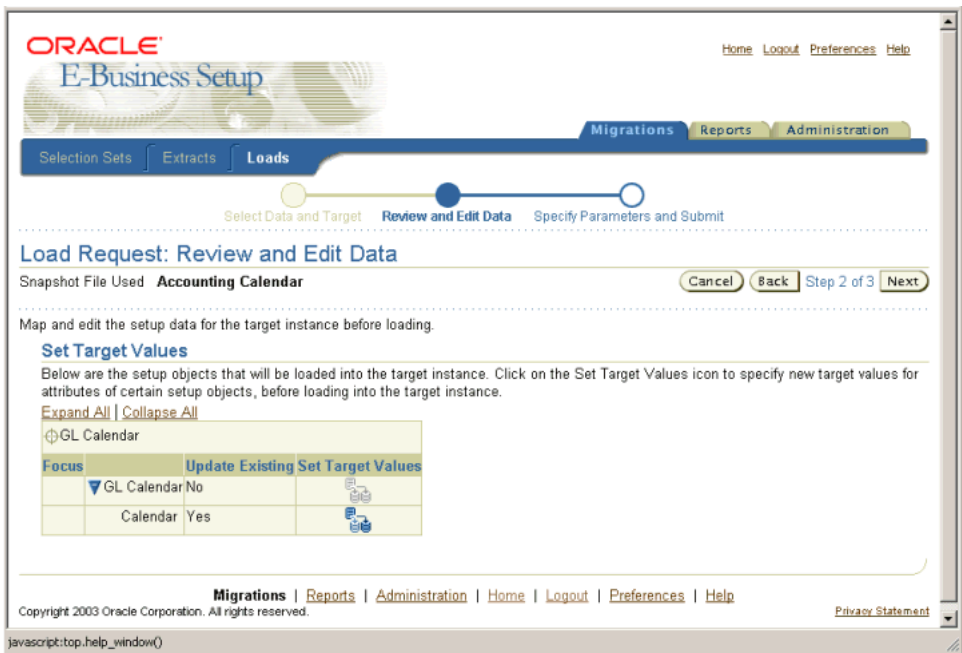 ORACLE
E-Business Setup
Home Logout Preferences Help
Migrations Reports Administration
Selection Sets Extracts Loads
Select Data and Target Review and Edit Data Specify Parameters and Submit
Load Request: Review and Edit Data
Snapshot File Used Accounting Calendar Cancel Back Step 2 of 3 Next
Map and edit the setup data for the target instance before loading.
Set Target Values
Below are the setup objects that will be loaded into the target instance. Click on the Set Target Values icon to specify new target values for
attributes of certain setup objects, before loading into the target instance.
Expand All | Collapse All
GL Calendar
Focus Update Existing Set Target Values
GL Calendar No
Calendar Yes
Migrations | Reports | Administration | Home | Logout | Preferences | Help
Copyright 2003 Oracle Corporation. All rights reserved. Privacy Statement
javascript:top.help_window()